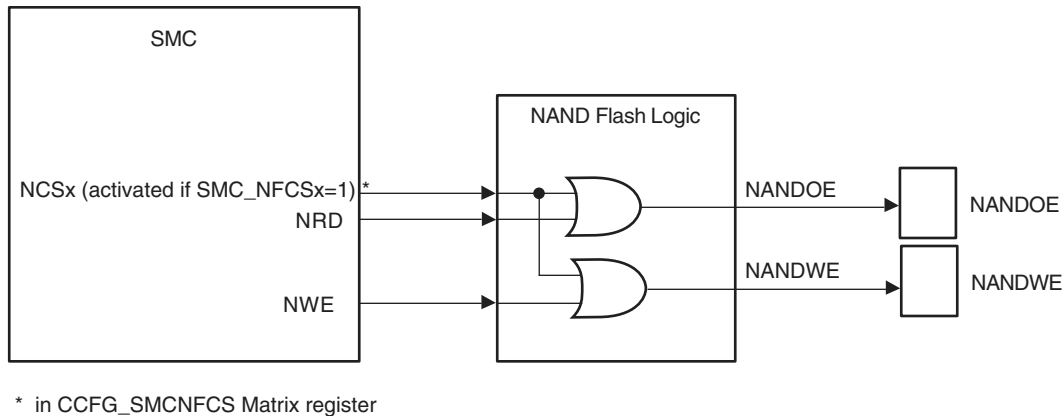 SMC
NAND Flash Logic
NCSx (activated if SMC_NFCSx=1) *
NRD
NWE
NANDOE
NANDOE
NANDWE
NANDWE
* in CCFG_SMCNFCS Matrix register